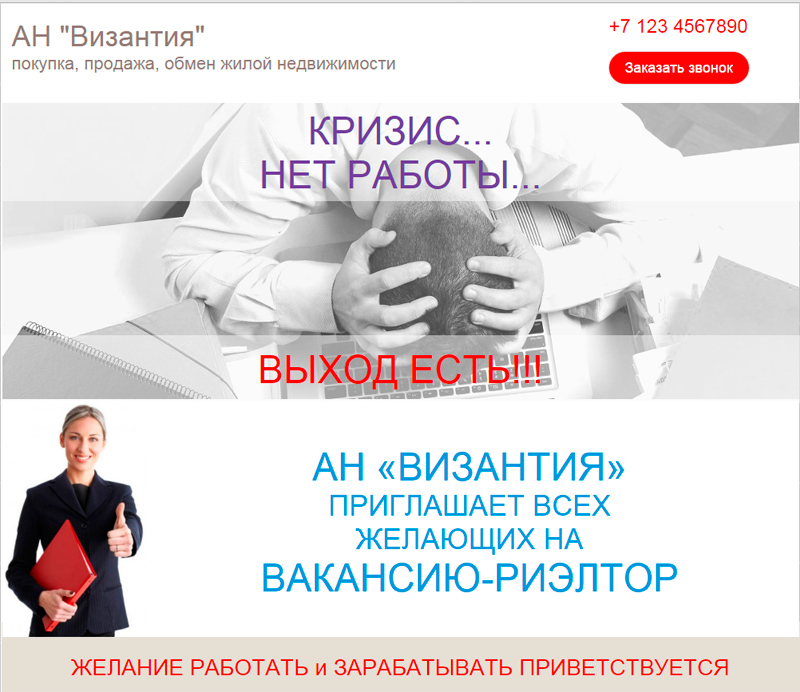 АН "Византия"
покупка, продажа, обмен жилой недвижимости
+7 123 4567890
Заказать звонок
КРИЗИС...
НЕТ РАБОТЫ...
ВЫХОД ЕСТЬ!!!
АН «ВИЗАНТИЯ»
ПРИГЛАШАЕТ ВСЕХ
ЖЕЛАЮЩИХ НА
ВАКАНСИЮ-РИЭЛТОР
ЖЕЛАНИЕ РАБОТАТЬ и ЗАРАБАТЫВАТЬ ПРИВЕТСТВУЕТСЯ